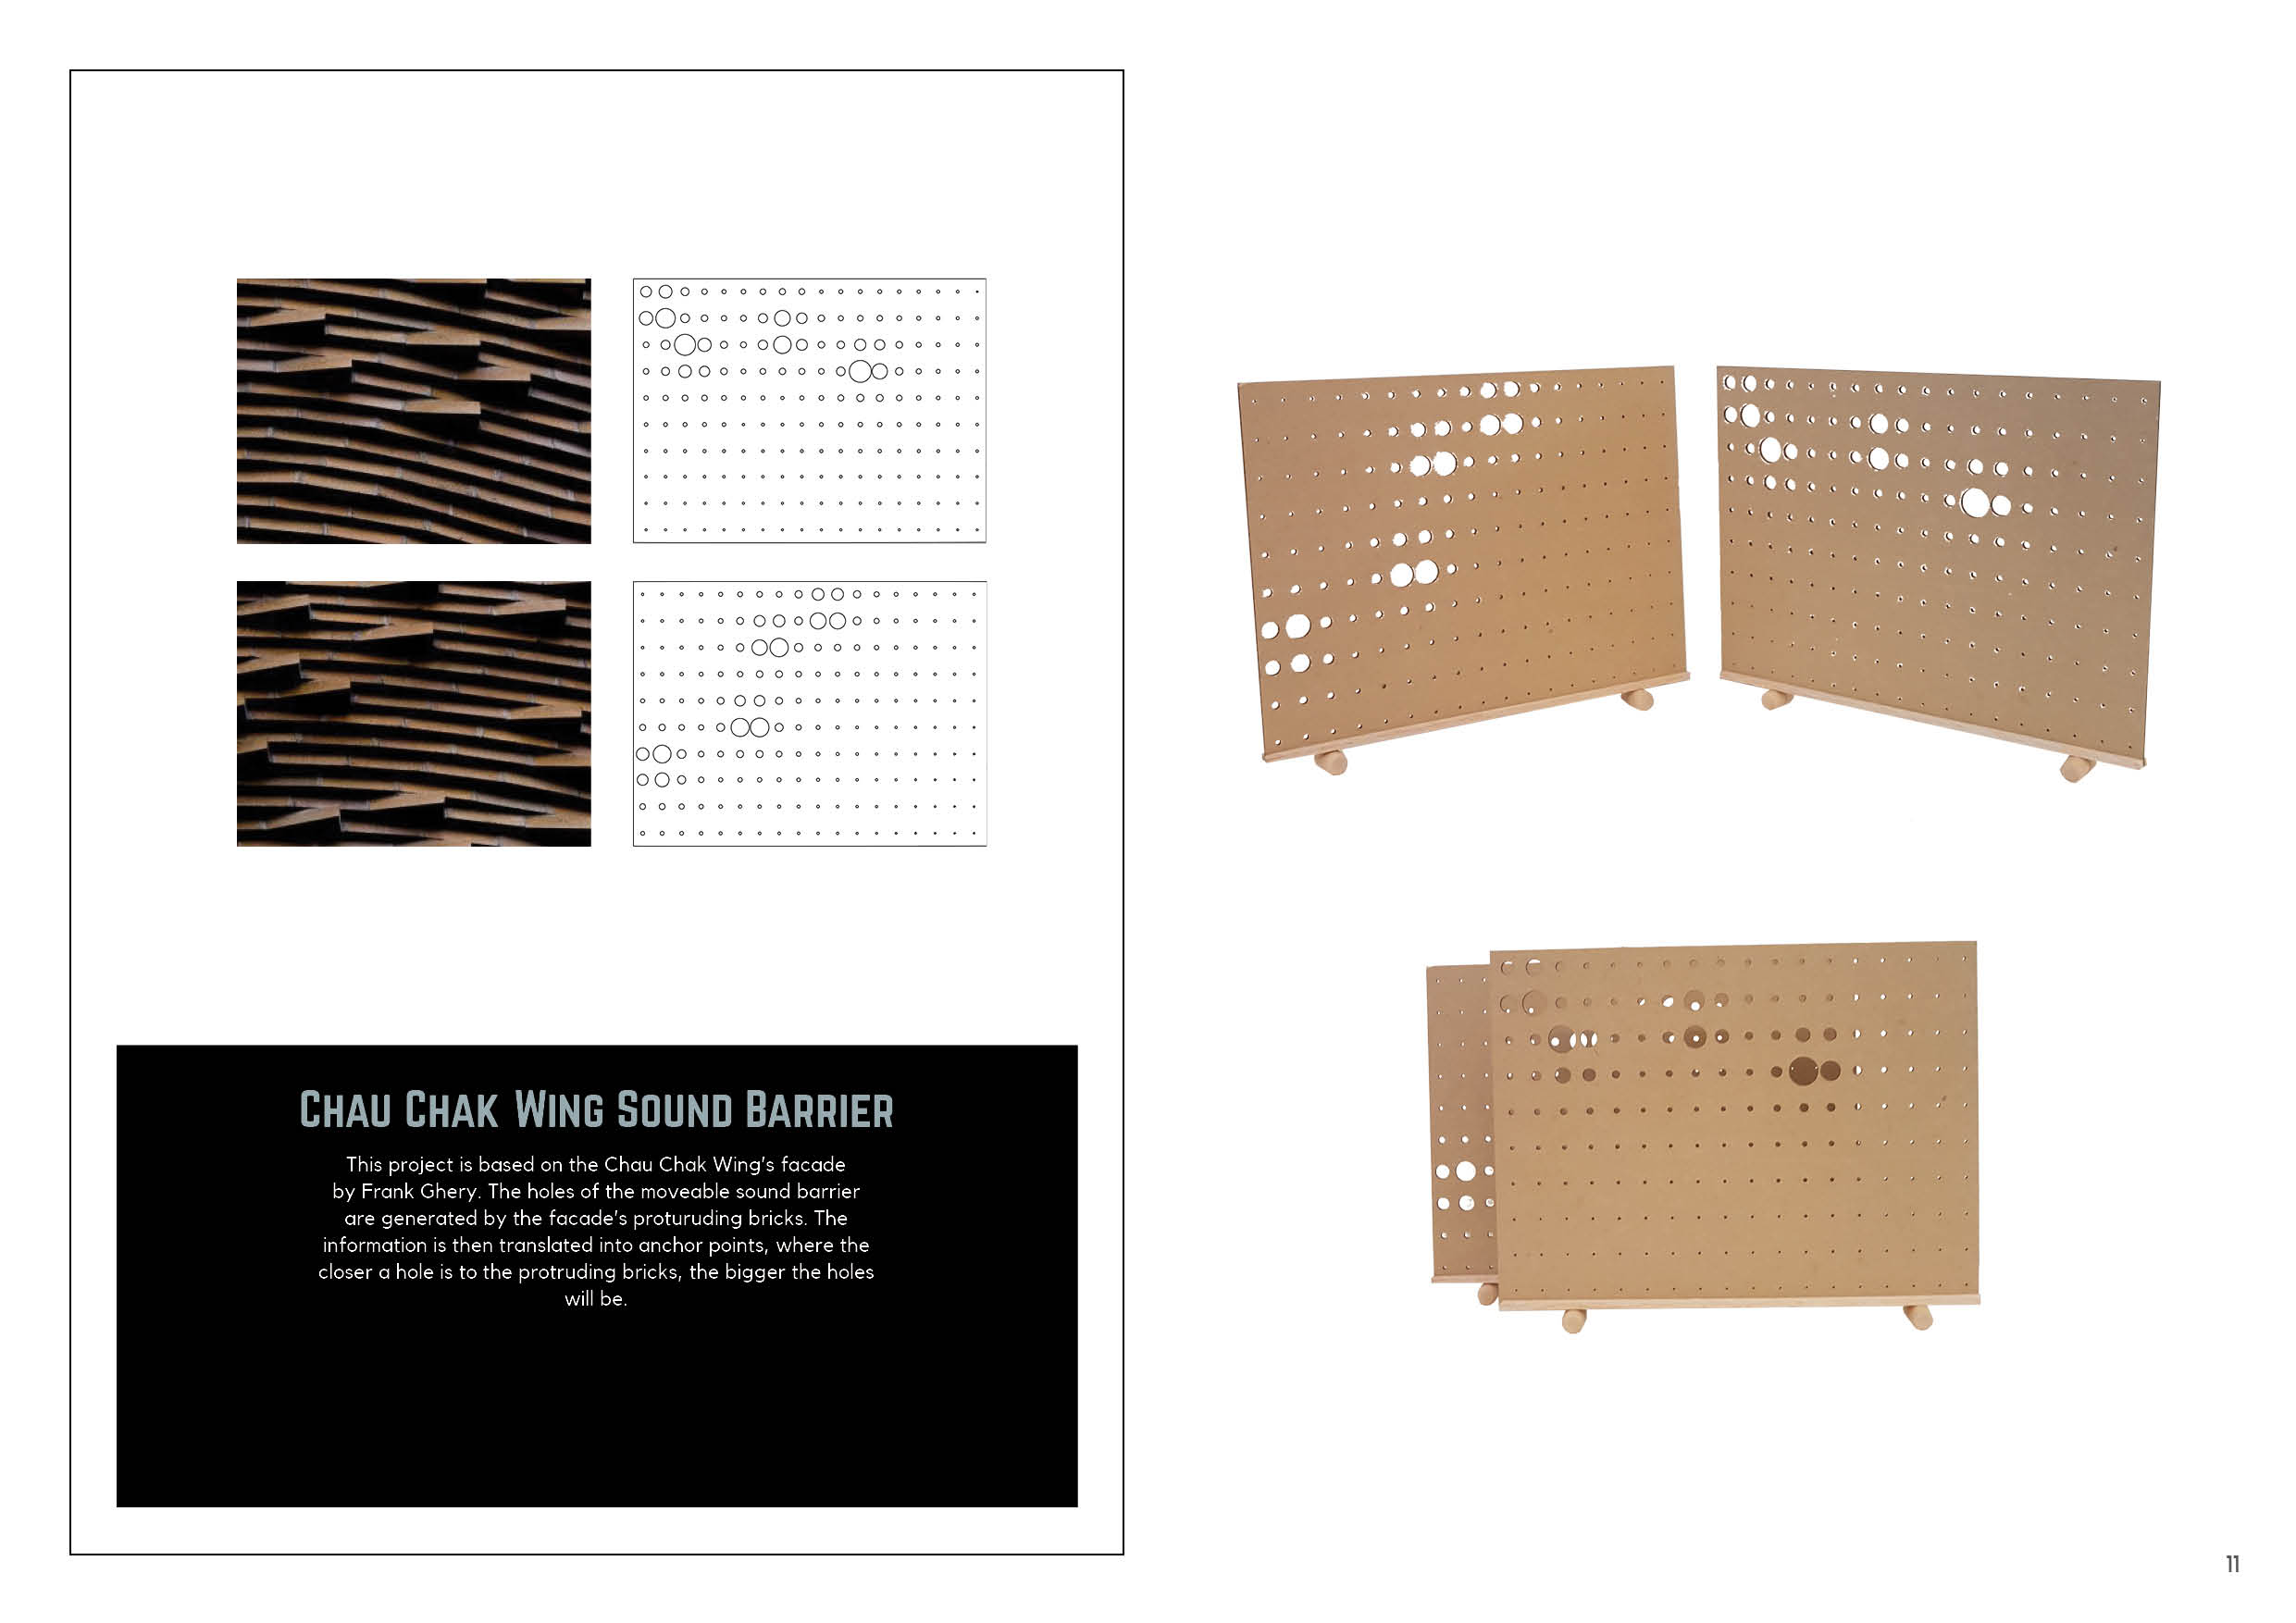 Chau Chak Wing Sound Barrier
This project is based on the Chau Chak Wing's facade
by Frank Ghery. The holes of the moveable sound barrier
are generated by the facade's proturuding bricks. The
information is then translated into anchor points, where the
closer a hole is to the protruding bricks, the bigger the holes
will be.
11